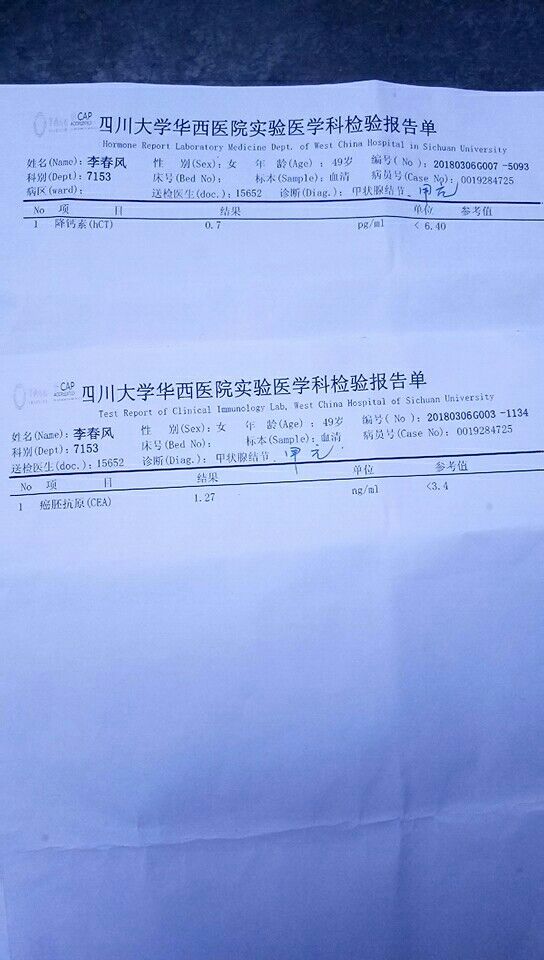 CAP
ACCREDITED
四川大学华西医院实验医学科检验报告单
Hormone Report Laboratory Medicine Dept. of West China Hospital in Sichuan University
姓名(Name): 李春风 性 别(Sex): 女 年 龄(Age) : 49岁 编号( No ): 20180306G007 -5093
科别(Dept): 7153 床号(Bed No): 标本(Sample): 血清 病员号(Case No): 0019284725
病区(ward): 送检医生(doc.): 15652 诊断(Diag.): 甲状腺结节、甲亢
No 项 目 结果 单位 参考值
1 降钙素(hCT) 0.7 pg/ml < 6.40
CAP
ACCREDITED
四川大学华西医院实验医学科检验报告单
Test Report of Clinical Immunology Lab, West China Hospital of Sichuan University
姓名(Name): 李春风 性 别(Sex): 女 年 龄(Age) : 49岁 编号( No ): 20180306G003 -1134
科别(Dept): 7153 床号(Bed No): 标本(Sample): 血清 病员号(Case No): 0019284725
送检医生(doc.): 15652 诊断(Diag.): 甲状腺结节、甲亢
No 项 目 结果 单位 参考值
1 癌胚抗原(CEA) 1.27 ng/ml <3.4